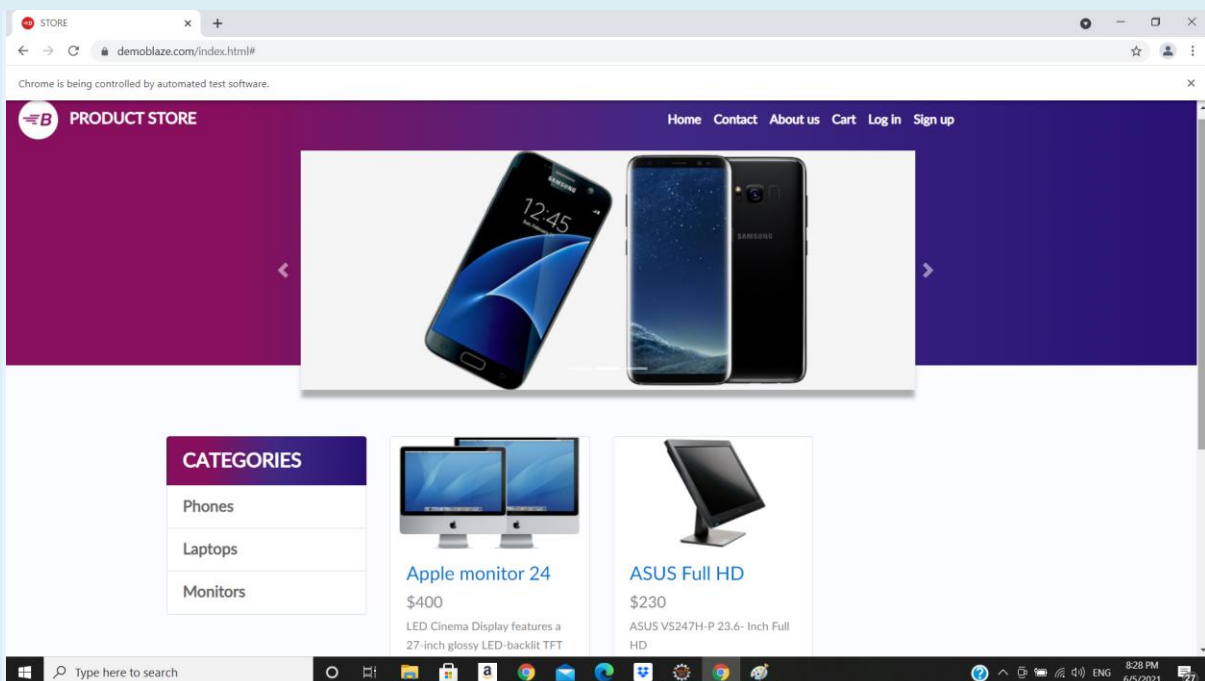 STORE
demoblaze.com/index.html#
Chrome is being controlled by automated test software.
B PRODUCT STORE
Home Contact About us Cart Log in Sign up
SAMSUNG
12:45
SAMSUNG
CATEGORIES
Phones
Laptops
Monitors
Apple monitor 24
$400
LED Cinema Display features a
27-inch glossy LED-backlit TFT
ASUS Full HD
$230
ASUS VS247H-P 23.6- Inch Full
HD
Type here to search
a
ENG
8:28 PM
6/5/2021
27